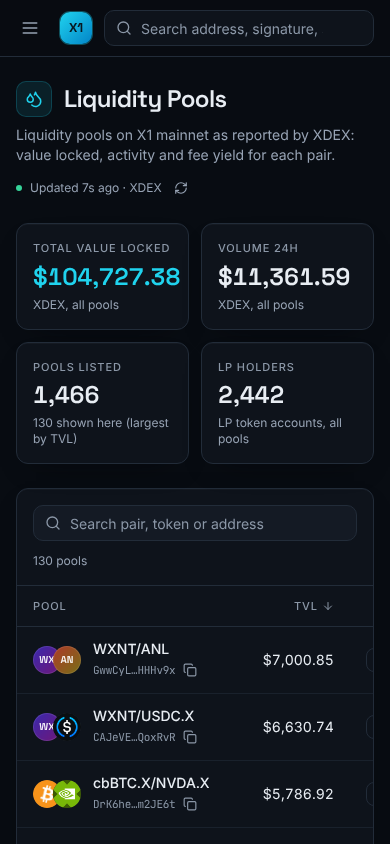 X1
Search address, signature,
Liquidity Pools
Liquidity pools on X1 mainnet as reported by XDEX:
value locked, activity and fee yield for each pair.
Updated 7s ago · XDEX
TOTAL VALUE LOCKED
$104,727.38
XDEX, all pools
VOLUME 24H
$11,361.59
XDEX, all pools
POOLS LISTED
1,466
130 shown here (largest
by TVL)
LP HOLDERS
2,442
LP token accounts, all
pools
Search pair, token or address
130 pools
POOL TVL ↓
WX AN WXNT/ANL $7,000.85
GwwCyL…HHHv9x
WX WXNT/USDC.X $6,630.74
CAJeVE…QoxRvR
cbBTC.X/NVDA.X $5,786.92
DrK6he…m2JE6t